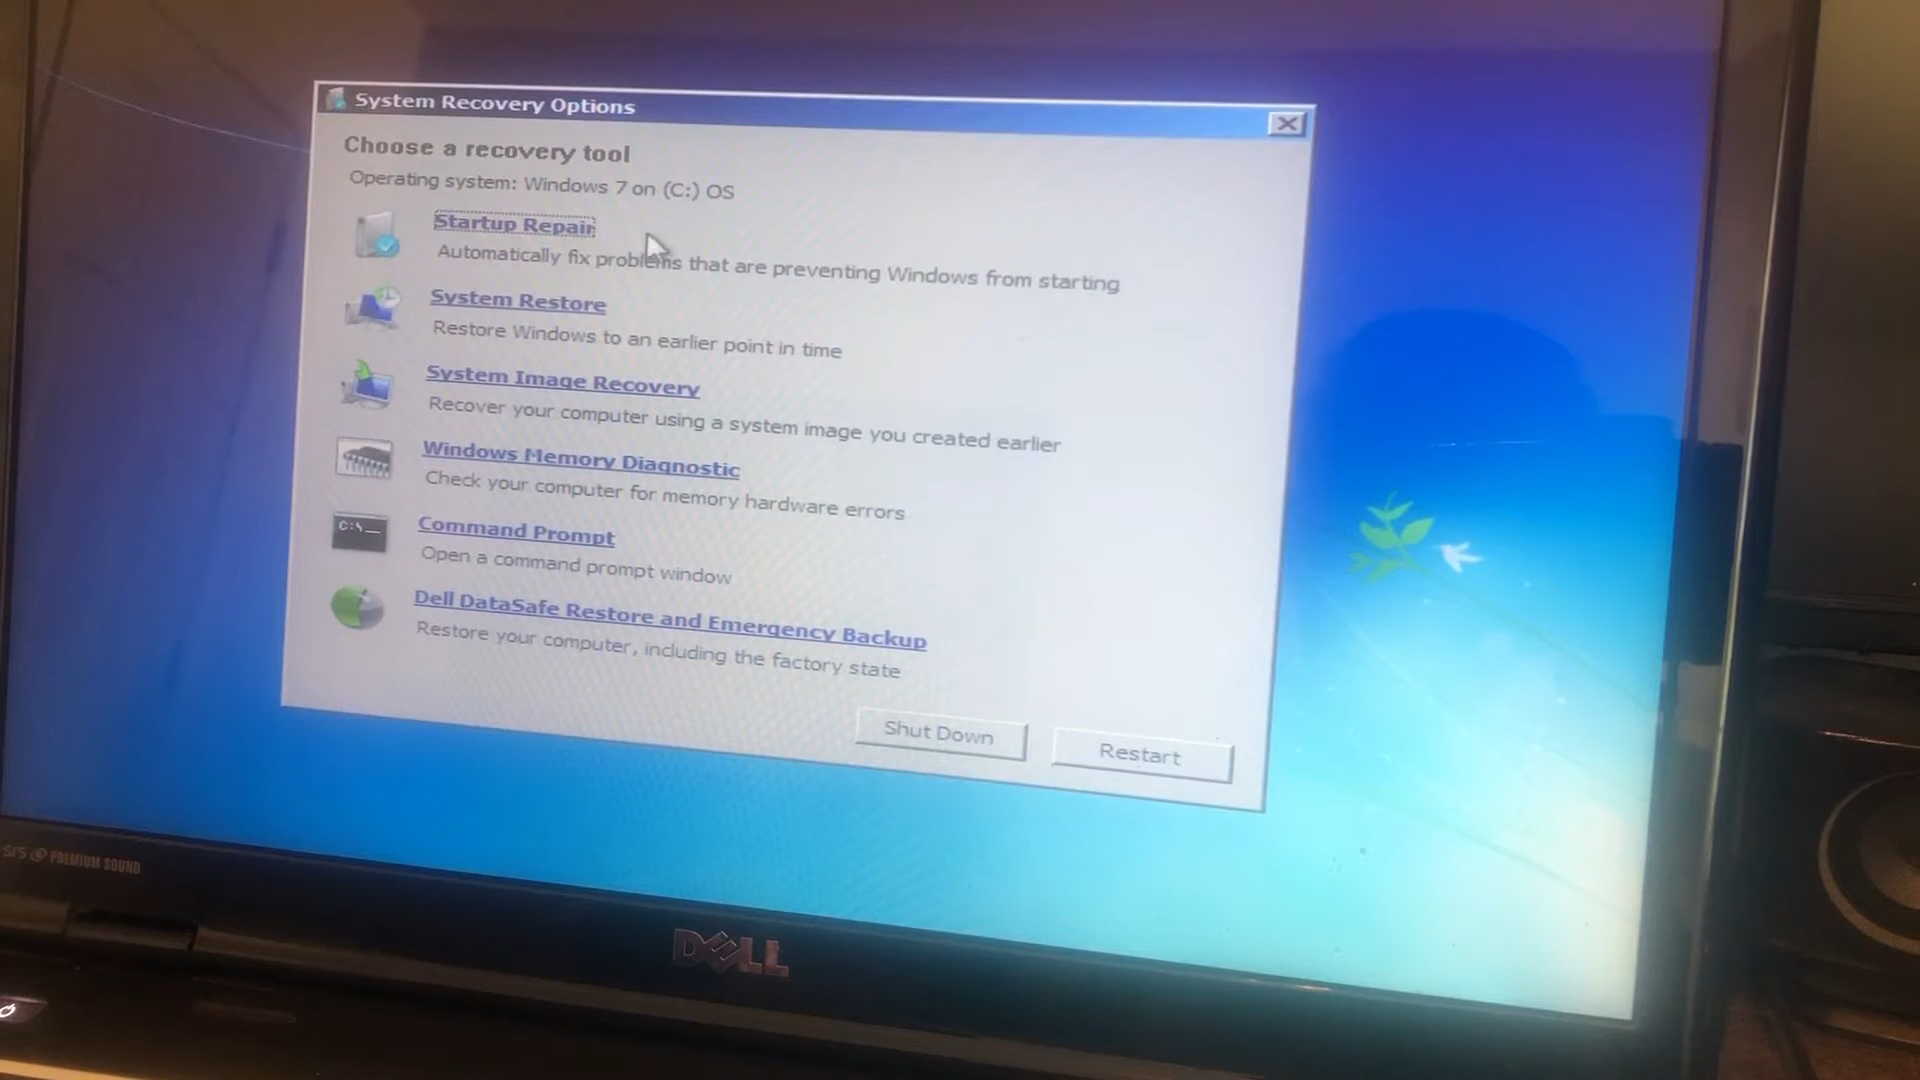 System Recovery Options
Choose a recovery tool
Operating system: Windows 7 on (C:) OS
Startup Repair
Automatically fix problems that are preventing Windows from starting
System Restore
Restore Windows to an earlier point in time
System Image Recovery
Recover your computer using a system image you created earlier
Windows Memory Diagnostic
Check your computer for memory hardware errors
C:\_
Command Prompt
Open a command prompt window
Dell DataSafe Restore and Emergency Backup
Restore your computer, including the factory state
Shut Down
Restart
PREMIUM SOUND
DELL